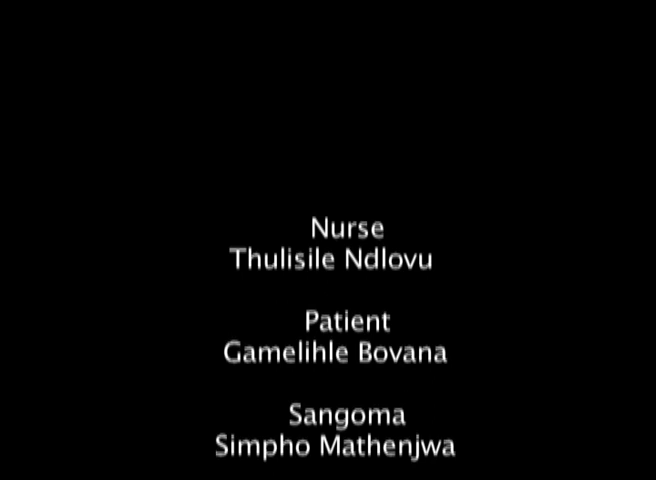 Nurse
Thulisile Ndlovu
Patient
Gamelihle Bovana
Sangoma
Simpho Mathenjwa